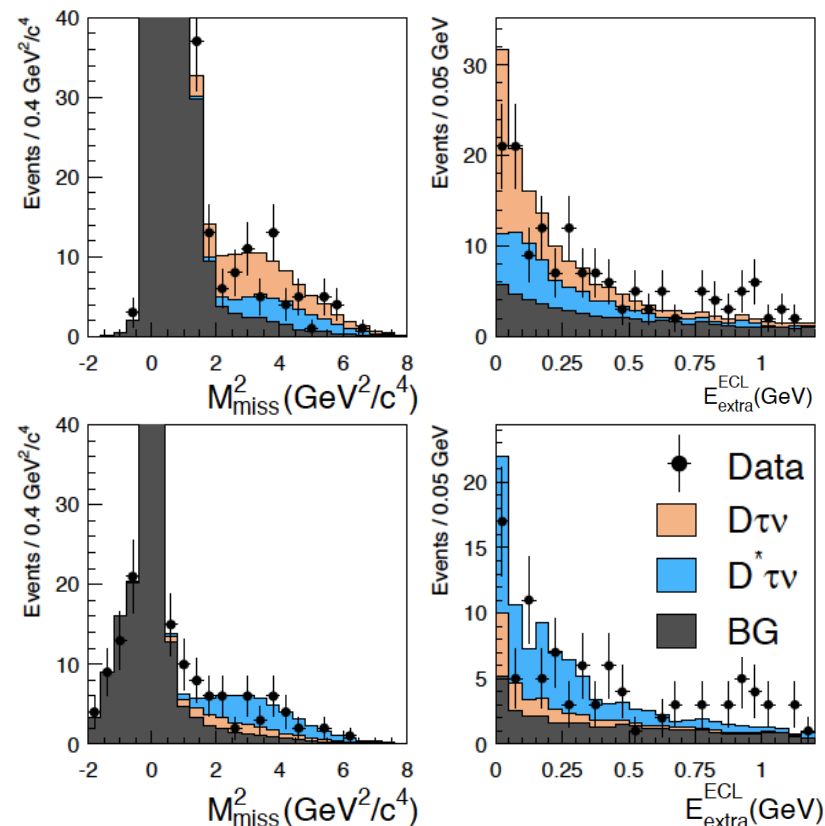 Events / 0.4 GeV²/c⁴
40
30
20
10
0
-2 0 2 4 6 8
M²miss(GeV²/c⁴)
Events / 0.05 GeV
30
20
10
0
0 0.25 0.5 0.75 1
E^ECL_extra(GeV)
Events / 0.4 GeV²/c⁴
40
30
20
10
0
-2 0 2 4 6 8
M²miss(GeV²/c⁴)
Events / 0.05 GeV
20
15
10
5
0
0 0.25 0.5 0.75 1
E^ECL_extra(GeV)
Data
Dτν
D*τν
BG